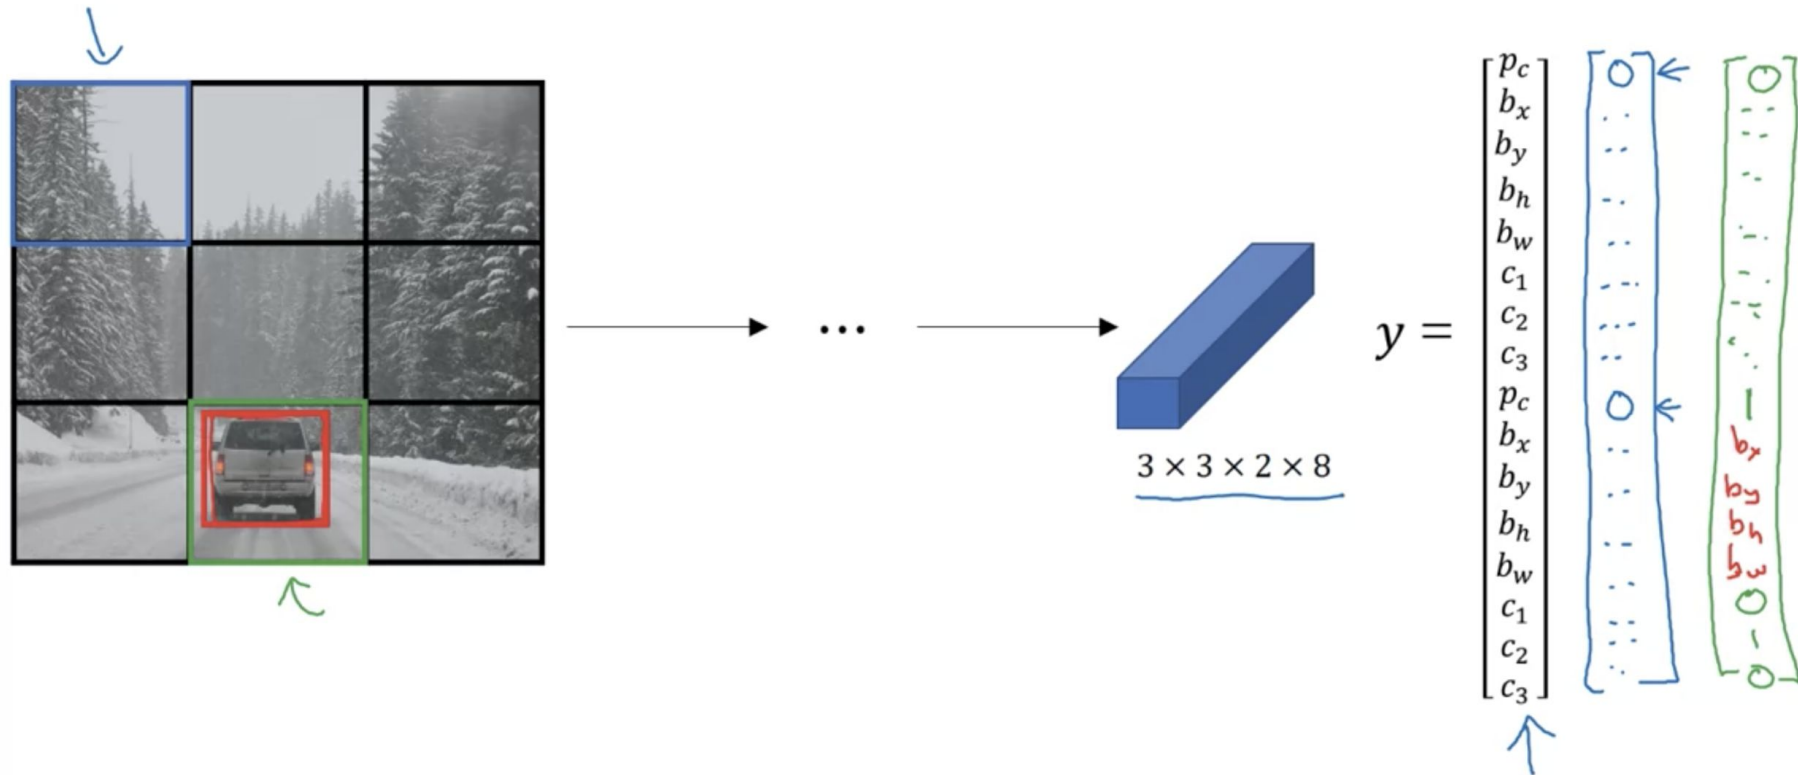 ...
3 × 3 × 2 × 8
y =
p_c 0 0
b_x
b_y
b_h
b_w
c_1
c_2
c_3
p_c 0 1
b_x b_x
b_y b_y
b_h b_h
b_w b_w
c_1 0
c_2 1
c_3 0